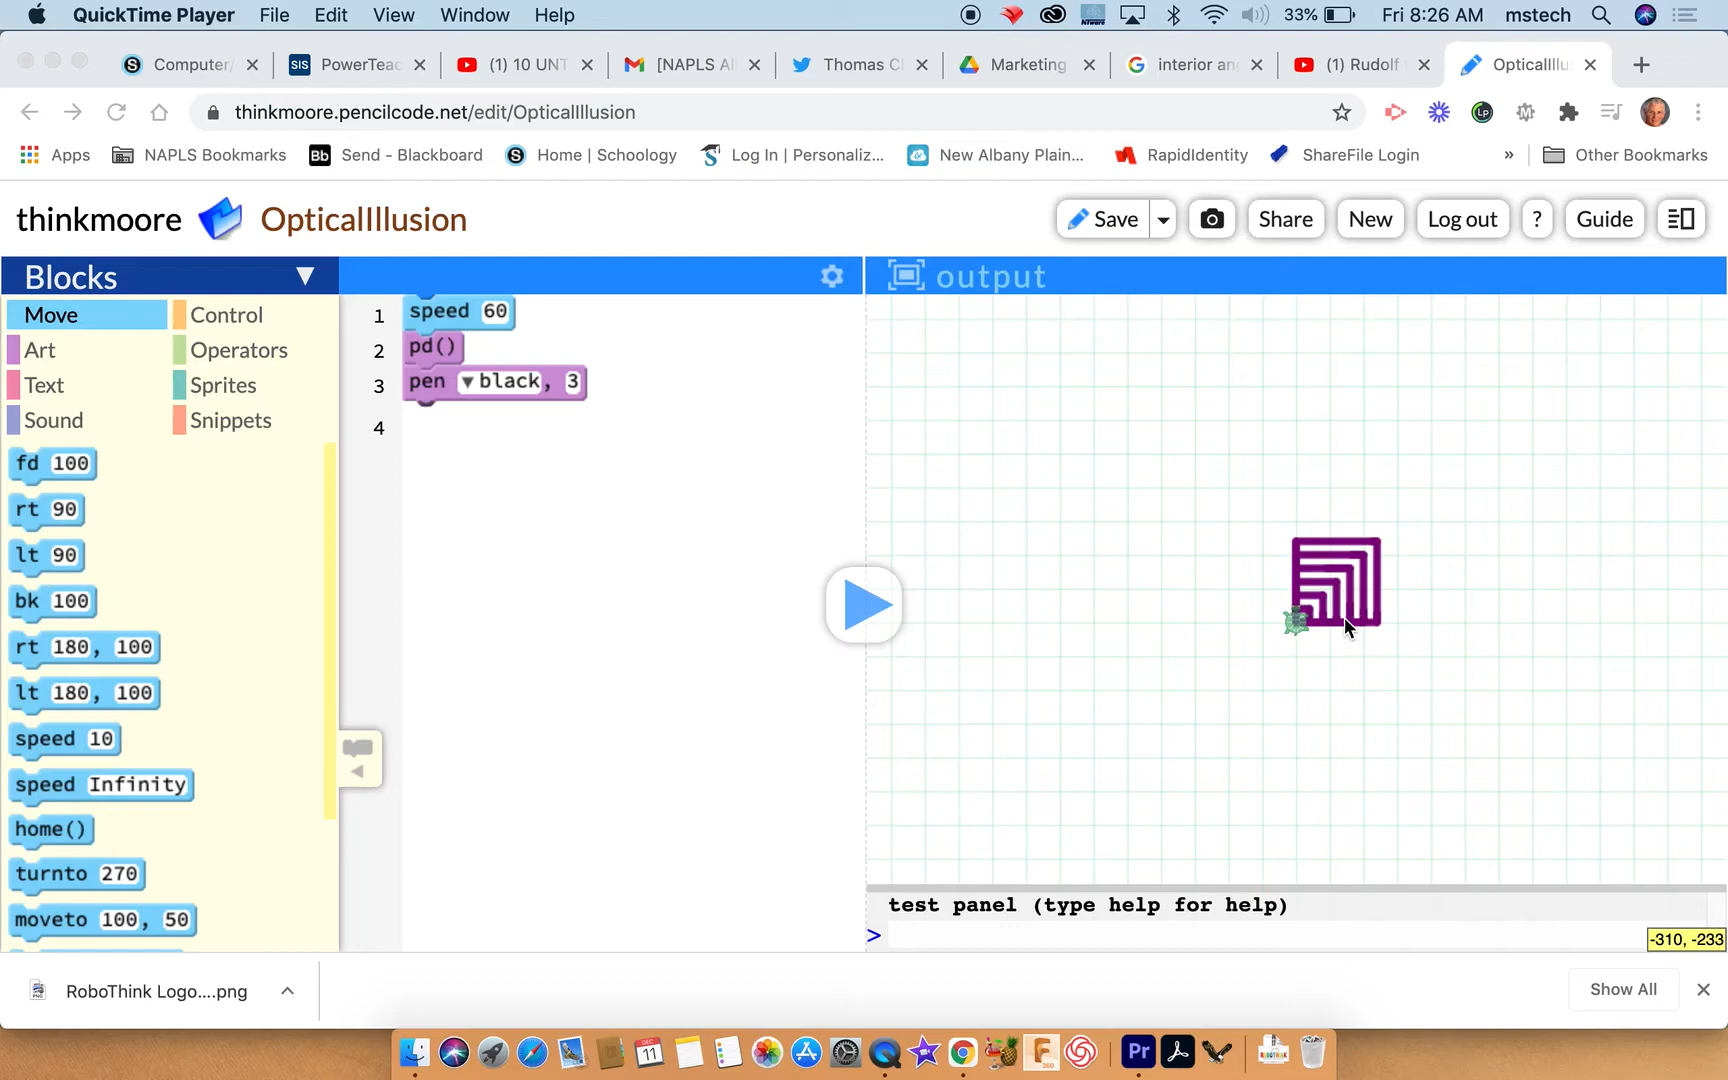 QuickTime Player File Edit View Window Help 33% Fri 8:26 AM mstech
Computer/ PowerTeac (1) 10 UNT [NAPLS Al Thomas C Marketing interior an (1) Rudolf OpticalIllu
thinkmoore.pencilcode.net/edit/OpticalIllusion
Apps NAPLS Bookmarks Bb Send - Blackboard Home | Schoology Log In | Personaliz... New Albany Plain... RapidIdentity ShareFile Login » Other Bookmarks
thinkmoore OpticalIllusion Save Share New Log out ? Guide
Blocks output
Move Control
Art Operators
Text Sprites
Sound Snippets
fd 100
rt 90
lt 90
bk 100
rt 180, 100
lt 180, 100
speed 10
speed Infinity
home()
turnto 270
moveto 100, 50
1 speed 60
2 pd()
3 pen black, 3
4
test panel (type help for help)
>
-310, -233
RoboThink Logo....png Show All